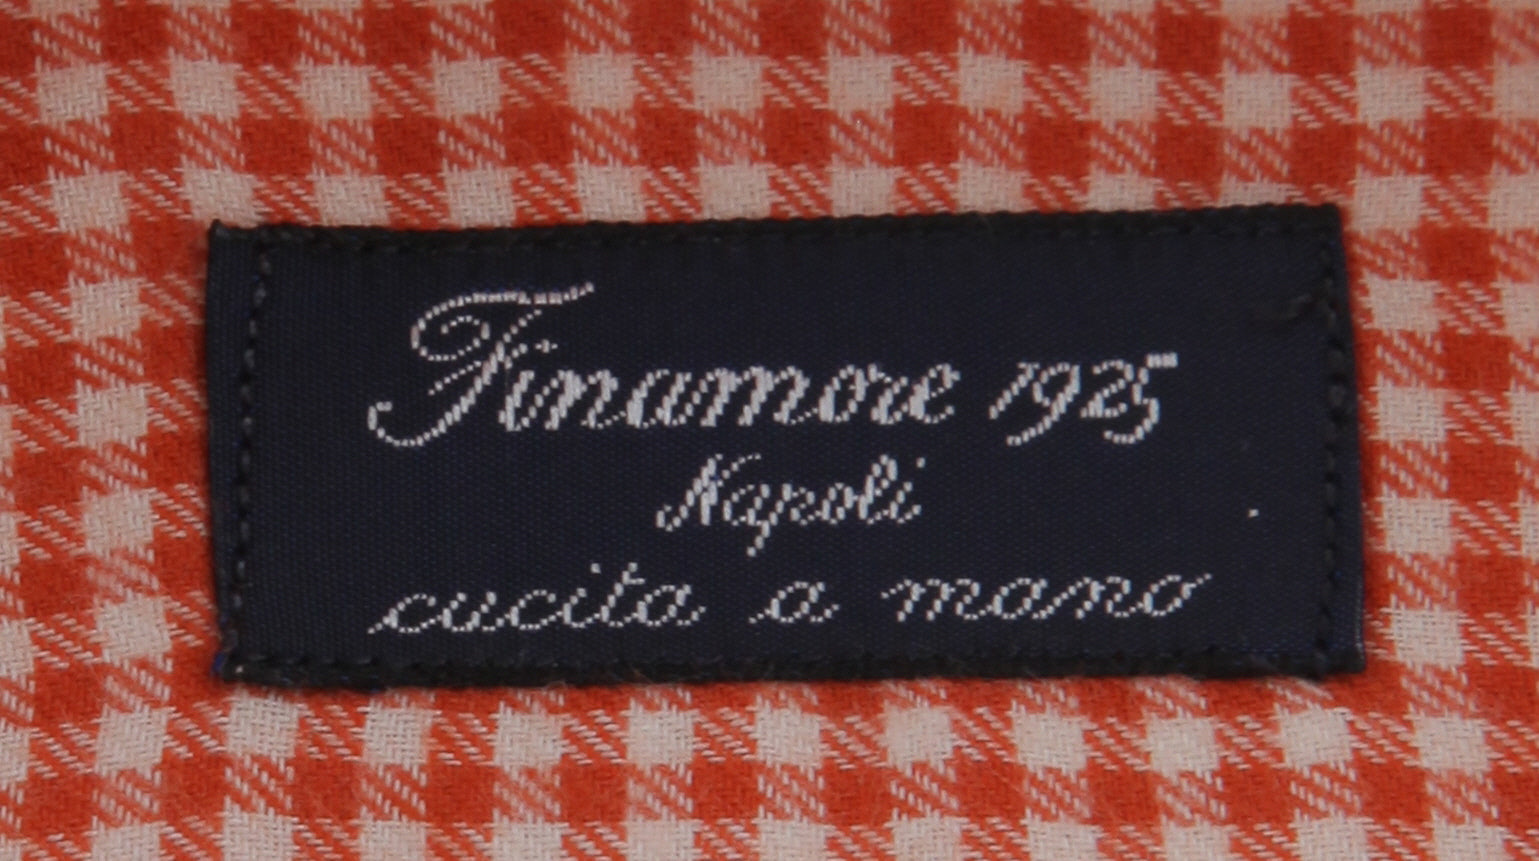 Finamore 1925
Napoli
cucita a mano